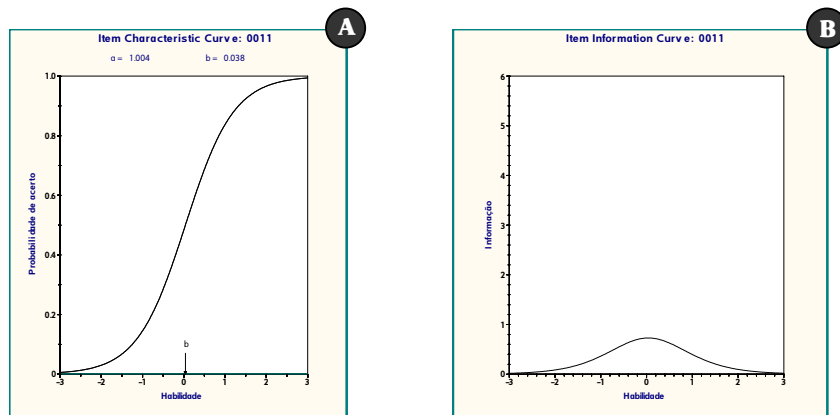 A
Item Characteristic Curve: 0011
a = 1.004 b = 0.038
1.0
0.8
0.6
0.4
0.2
0
Probabilidade de acerto
b
-3 -2 -1 0 1 2 3
Habilidade
B
Item Information Curve: 0011
6
5
4
3
2
1
0
Informação
-3 -2 -1 0 1 2 3
Habilidade